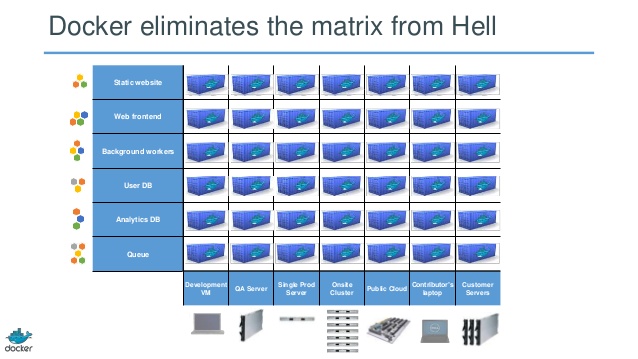 Docker eliminates the matrix from Hell
Static website
Web frontend
Background workers
User DB
Analytics DB
Queue
Development
VM
QA Server
Single Prod
Server
Onsite
Cluster
Public Cloud
Contributor's
laptop
Customer
Servers
docker